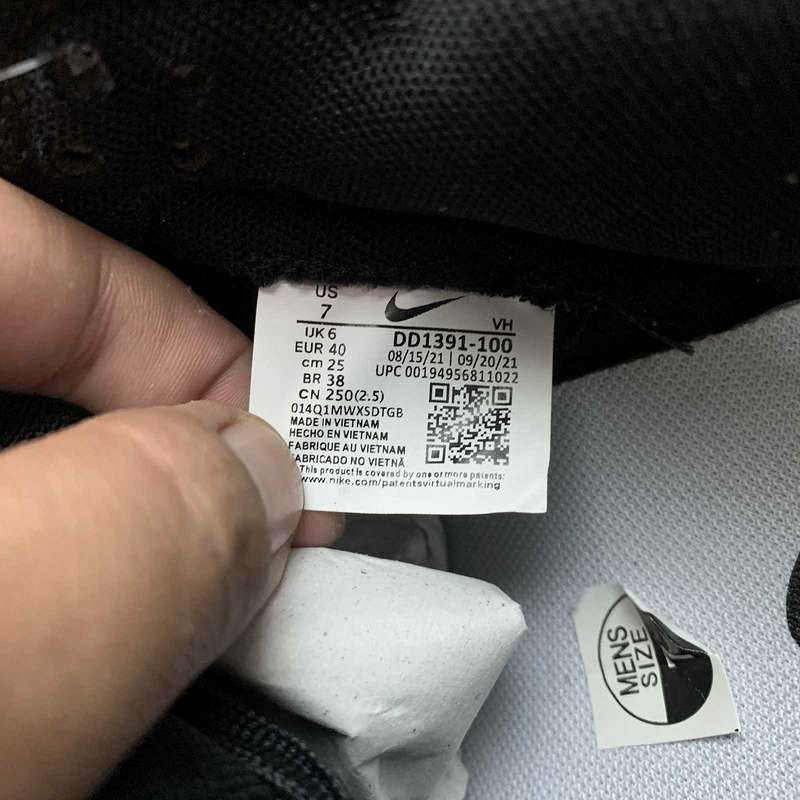 US
7
VH
UK 6
DD1391-100
EUR 40
08/15/21 | 09/20/21
cm 25
UPC 00194956811022
BR 38
CN 250(2.5)
014Q1MWXSDTGB
MADE IN VIETNAM
HECHO EN VIETNAM
FABRIQUE AU VIETNAM
FABRICADO NO VIETNÃ
This product is covered by one or more patents:
www.nike.com/patentsvirtualmarking
MENS
SIZE